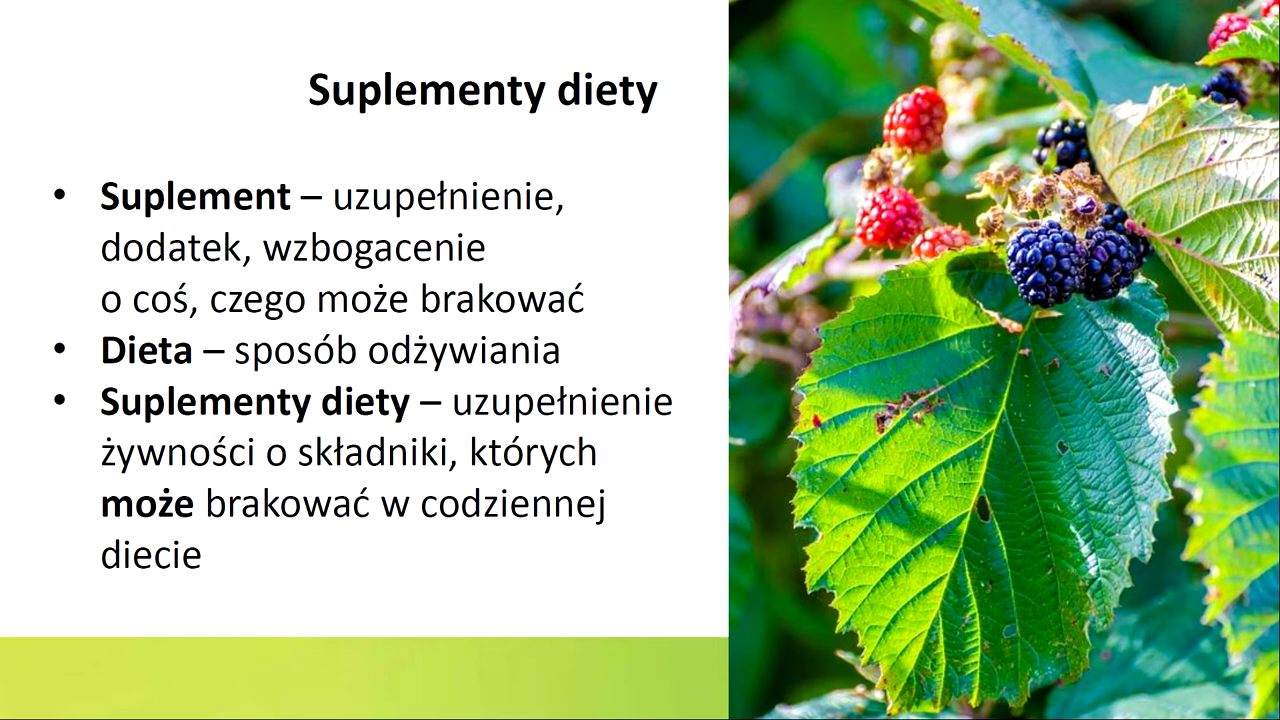 Suplementy diety
• Suplement – uzupełnienie,
dodatek, wzbogacenie
o coś, czego może brakować
• Dieta – sposób odżywiania
• Suplementy diety – uzupełnienie
żywności o składniki, których
może brakować w codziennej
diecie